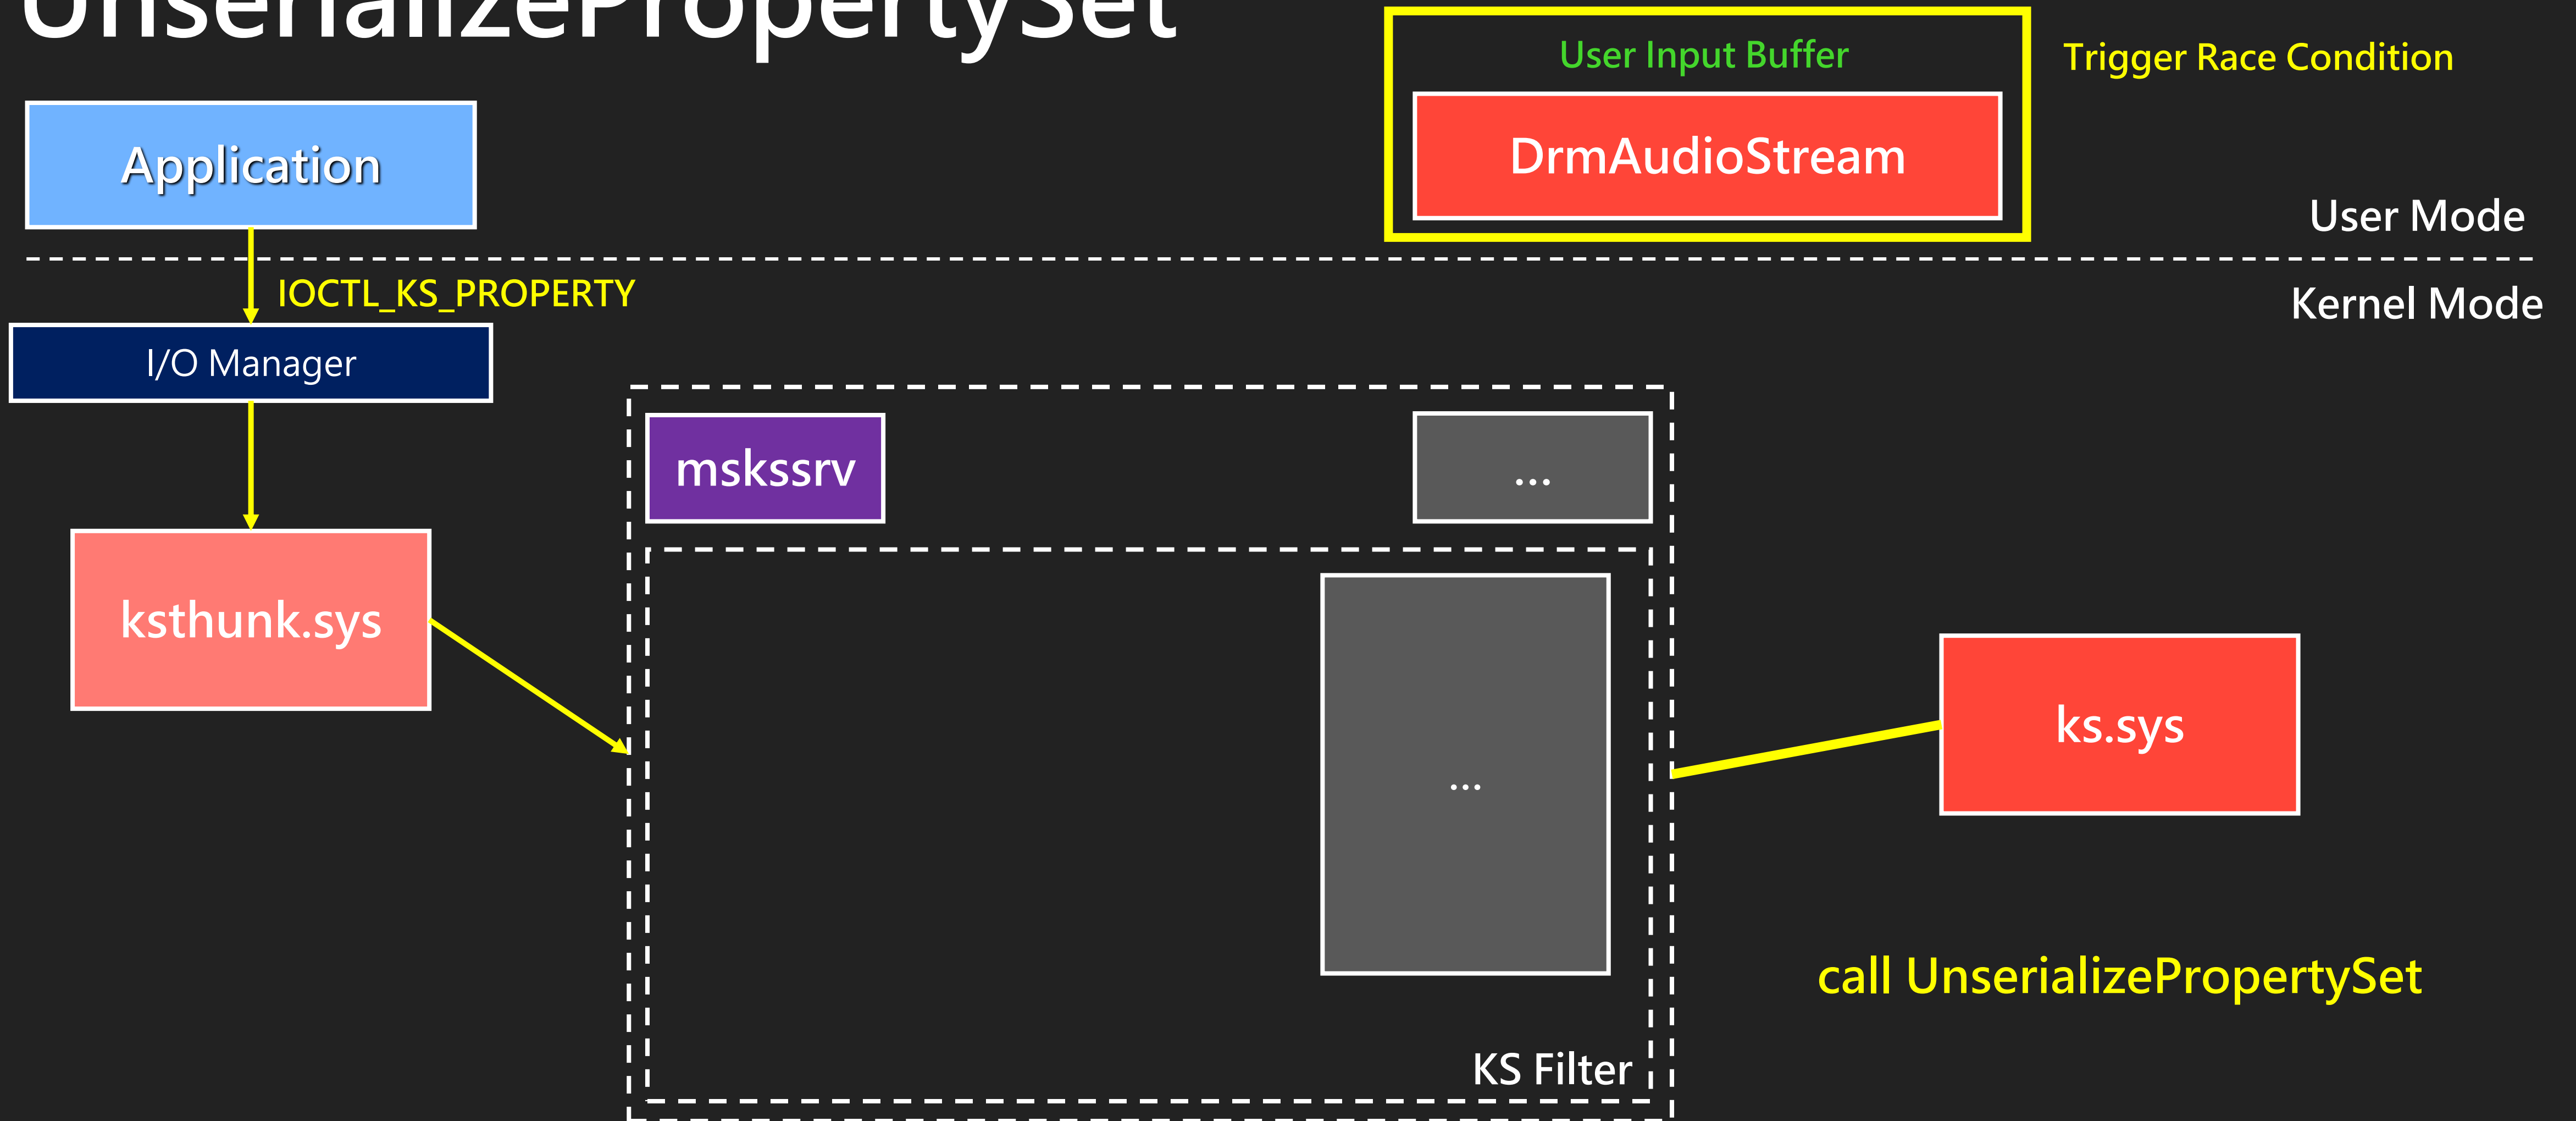 UnserializePropertySet
User Input Buffer
Trigger Race Condition
Application
DrmAudioStream
User Mode
IOCTL_KS_PROPERTY
Kernel Mode
I/O Manager
mskssrv
...
ksthunk.sys
ks.sys
...
call UnserializePropertySet
KS Filter